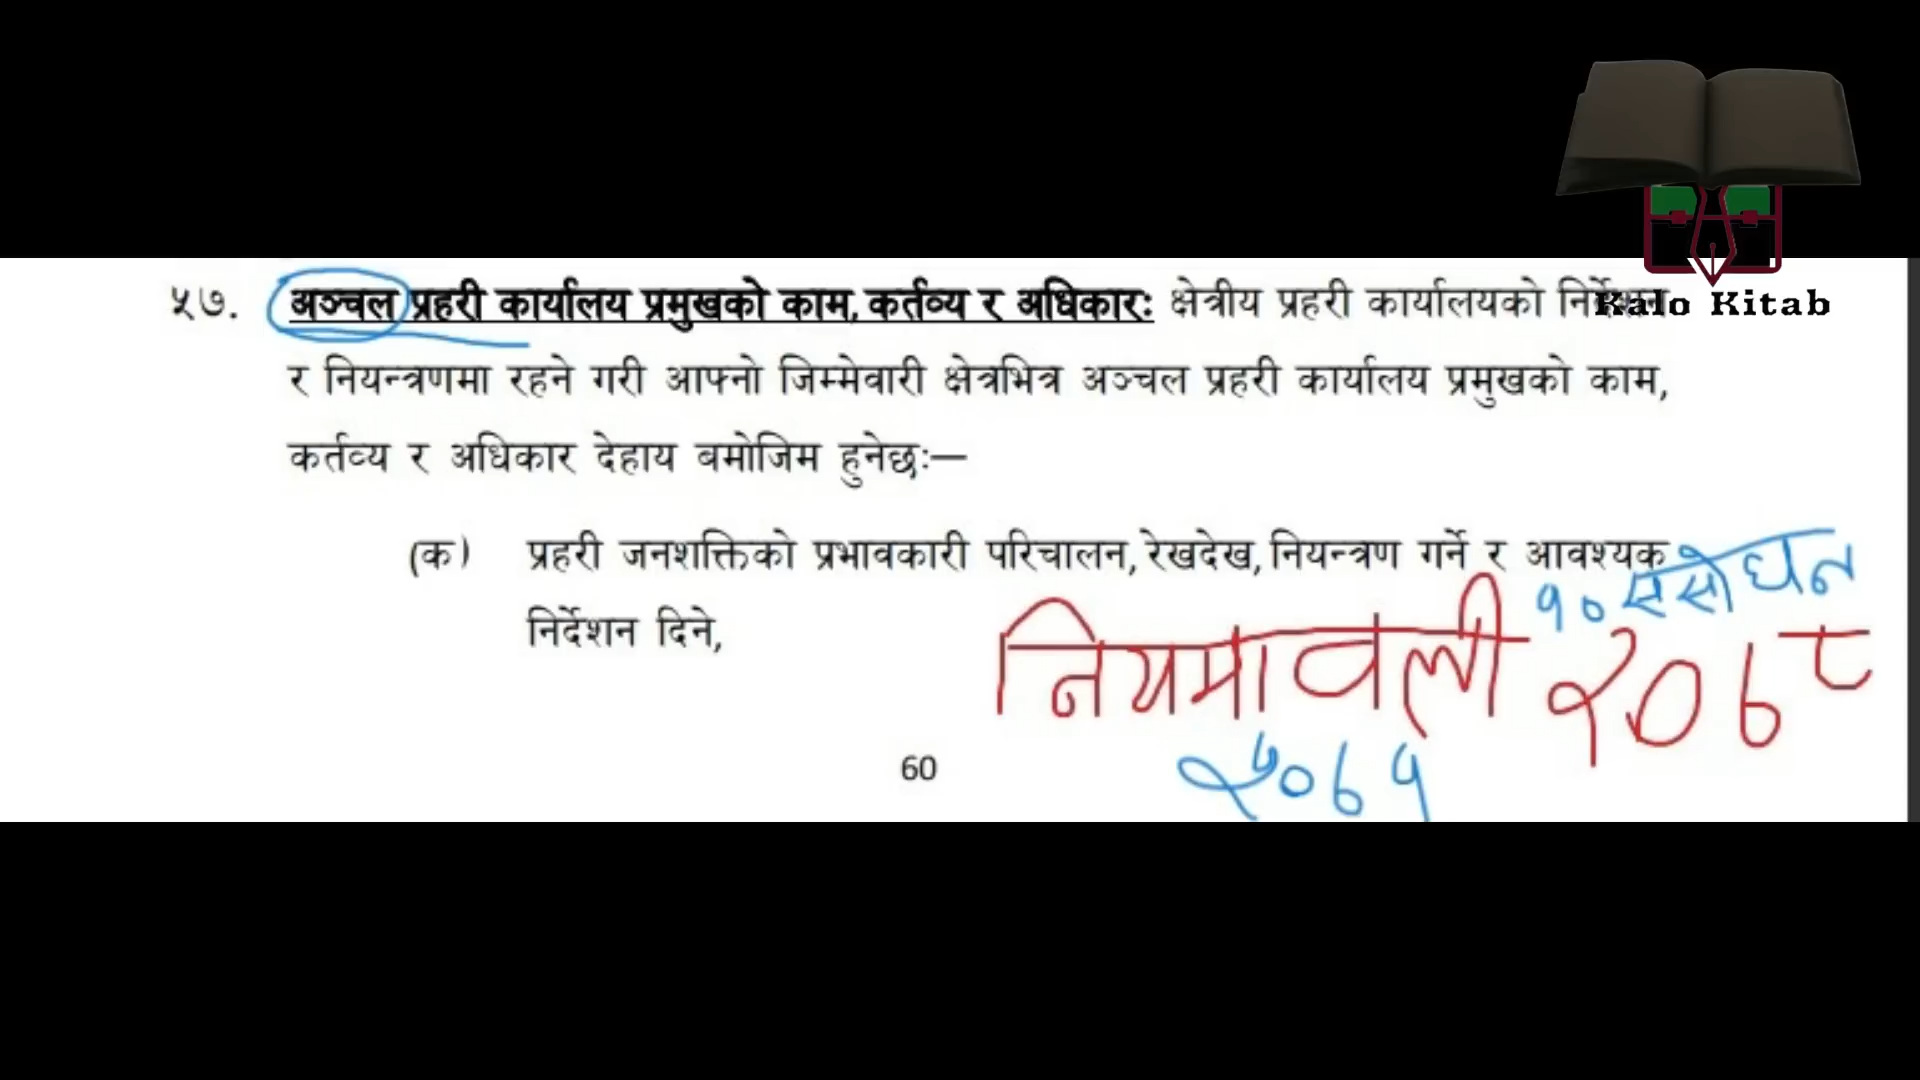 ५७. अञ्चल प्रहरी कार्यालय प्रमुखको काम, कर्तव्य र अधिकारः क्षेत्रीय प्रहरी कार्यालयको निर्देशन
Kalo Kitab
र नियन्त्रणमा रहने गरी आफ्नो जिम्मेवारी क्षेत्रभित्र अञ्चल प्रहरी कार्यालय प्रमुखको काम,
कर्तव्य र अधिकार देहाय बमोजिम हुनेछः—
(क) प्रहरी जनशक्तिको प्रभावकारी परिचालन, रेखदेख, नियन्त्रण गर्ने र आवश्यक
निर्देशन दिने,
१० संसोधन
नियमावली २०६८
60